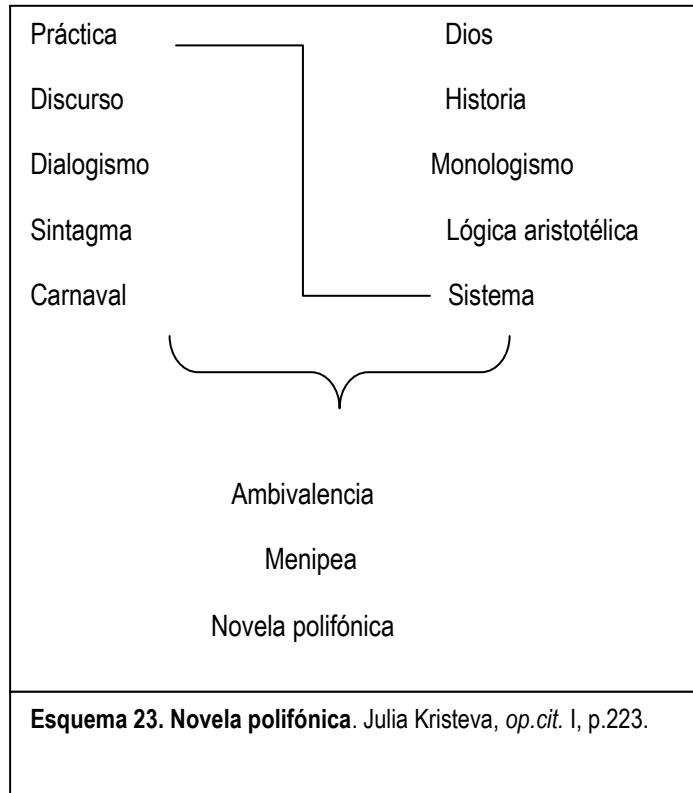 Práctica Dios
Discurso Historia
Dialogismo Monologismo
Sintagma Lógica aristotélica
Carnaval Sistema
Ambivalencia
Menipea
Novela polifónica
Esquema 23. Novela polifónica. Julia Kristeva, op.cit. I, p.223.